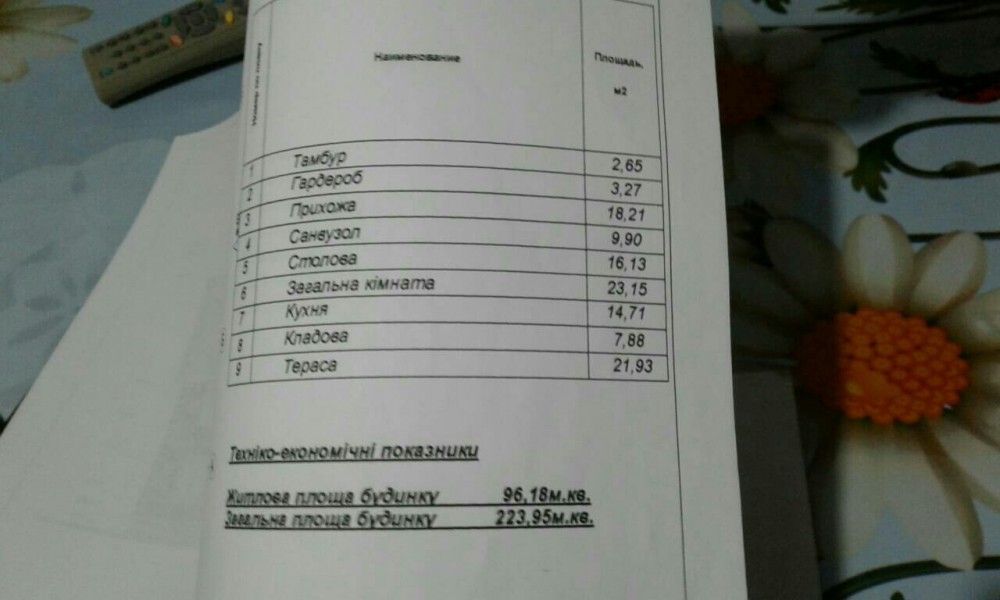 Номер по плану
Наименование
Площадь,
м2
1 Тамбур 2,65
2 Гардероб 3,27
3 Прихожа 18,21
4 Санвузол 9,90
5 Столова 16,13
6 Загальна кімната 23,15
7 Кухня 14,71
8 Кладова 7,88
9 Тераса 21,93
Техніко-економічні показники
Житлова площа будинку 96,18м.кв.
Загальна площа будинку 223,95м.кв.